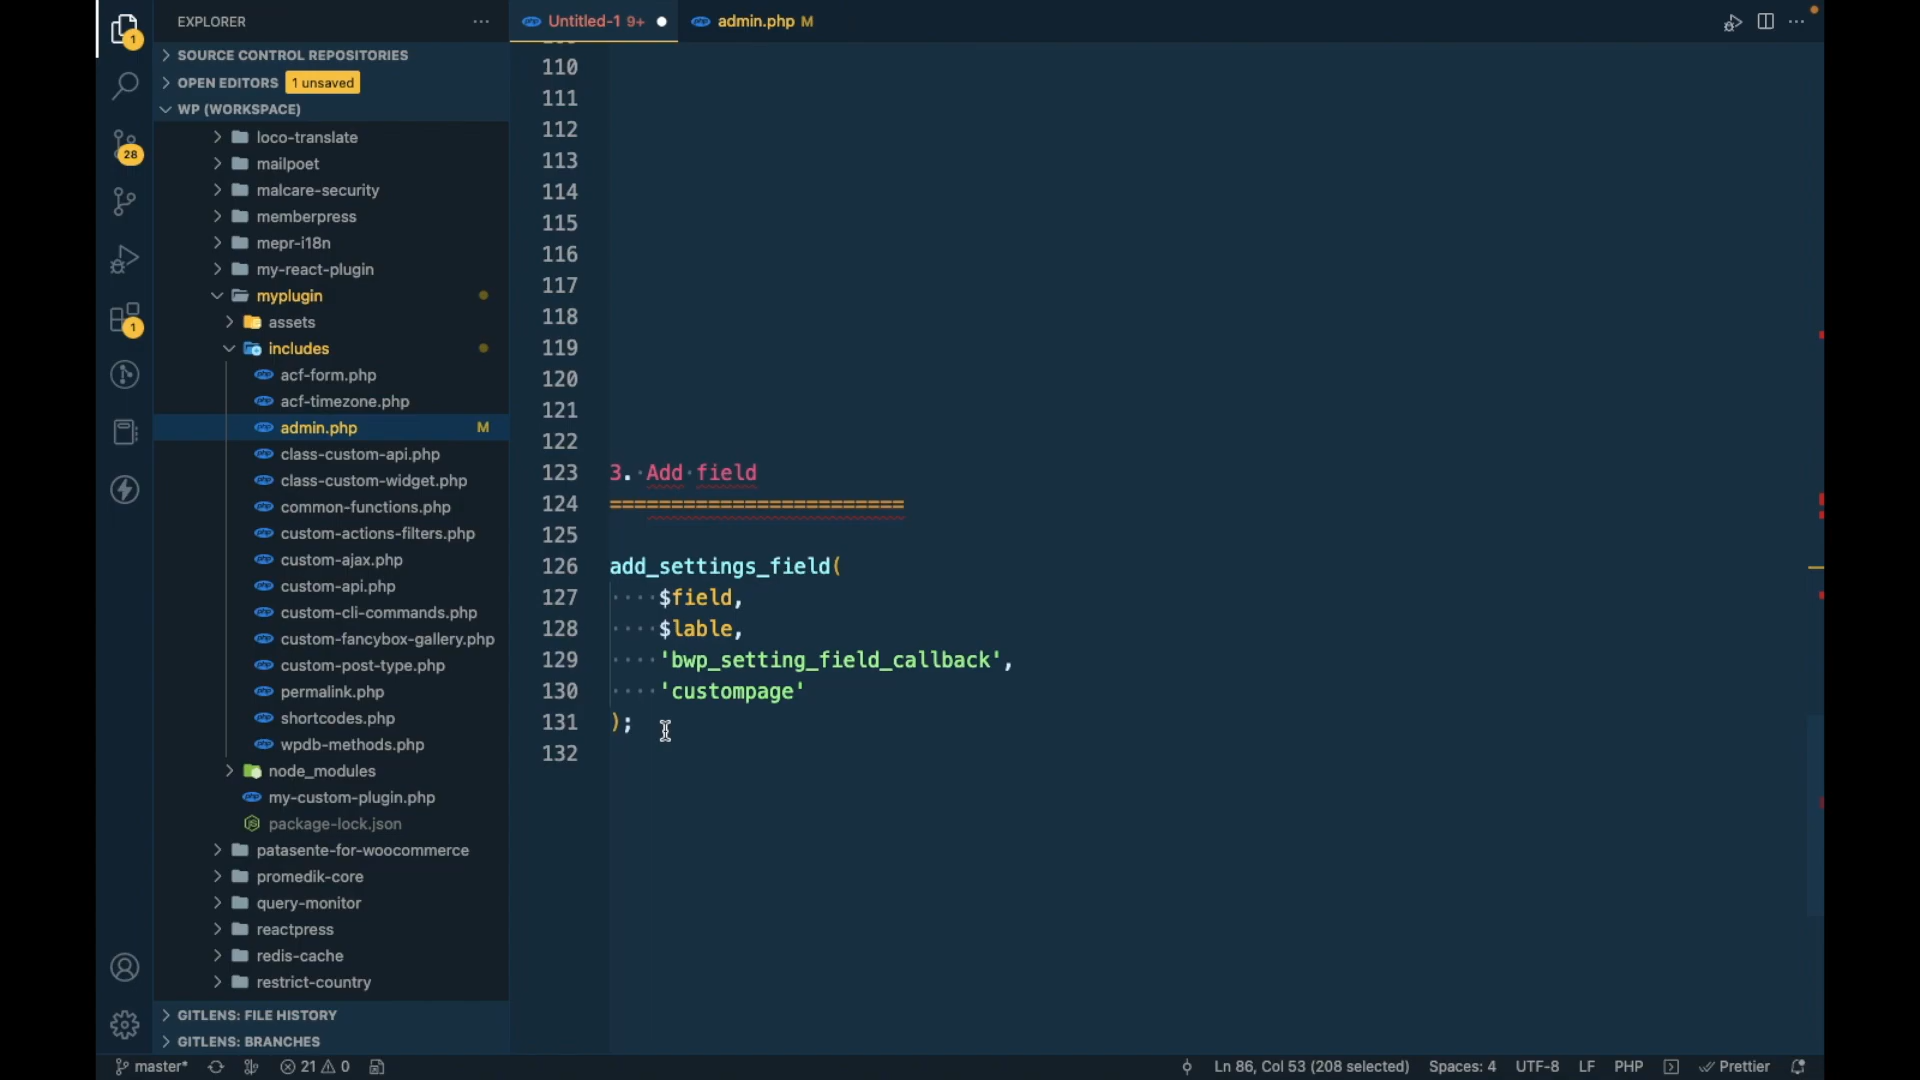 EXPLORER
SOURCE CONTROL REPOSITORIES
OPEN EDITORS 1 unsaved
WP (WORKSPACE)
loco-translate
mailpoet
malcare-security
memberpress
mepr-i18n
my-react-plugin
myplugin
assets
includes
acf-form.php
acf-timezone.php
admin.php M
class-custom-api.php
class-custom-widget.php
common-functions.php
custom-actions-filters.php
custom-ajax.php
custom-api.php
custom-cli-commands.php
custom-fancybox-gallery.php
custom-post-type.php
permalink.php
shortcodes.php
wpdb-methods.php
node_modules
my-custom-plugin.php
package-lock.json
patasente-for-woocommerce
promedik-core
query-monitor
reactpress
redis-cache
restrict-country
GITLENS: FILE HISTORY
GITLENS: BRANCHES
1
28
1
Untitled-1 9+
admin.php M
110
111
112
113
114
115
116
117
118
119
120
121
122
123 3. Add field
124 ========================
125
126 add_settings_field(
127 $field,
128 $lable,
129 'bwp_setting_field_callback',
130 'custompage'
131 );
132
master* 21 0 Ln 86, Col 53 (208 selected) Spaces: 4 UTF-8 LF PHP Prettier